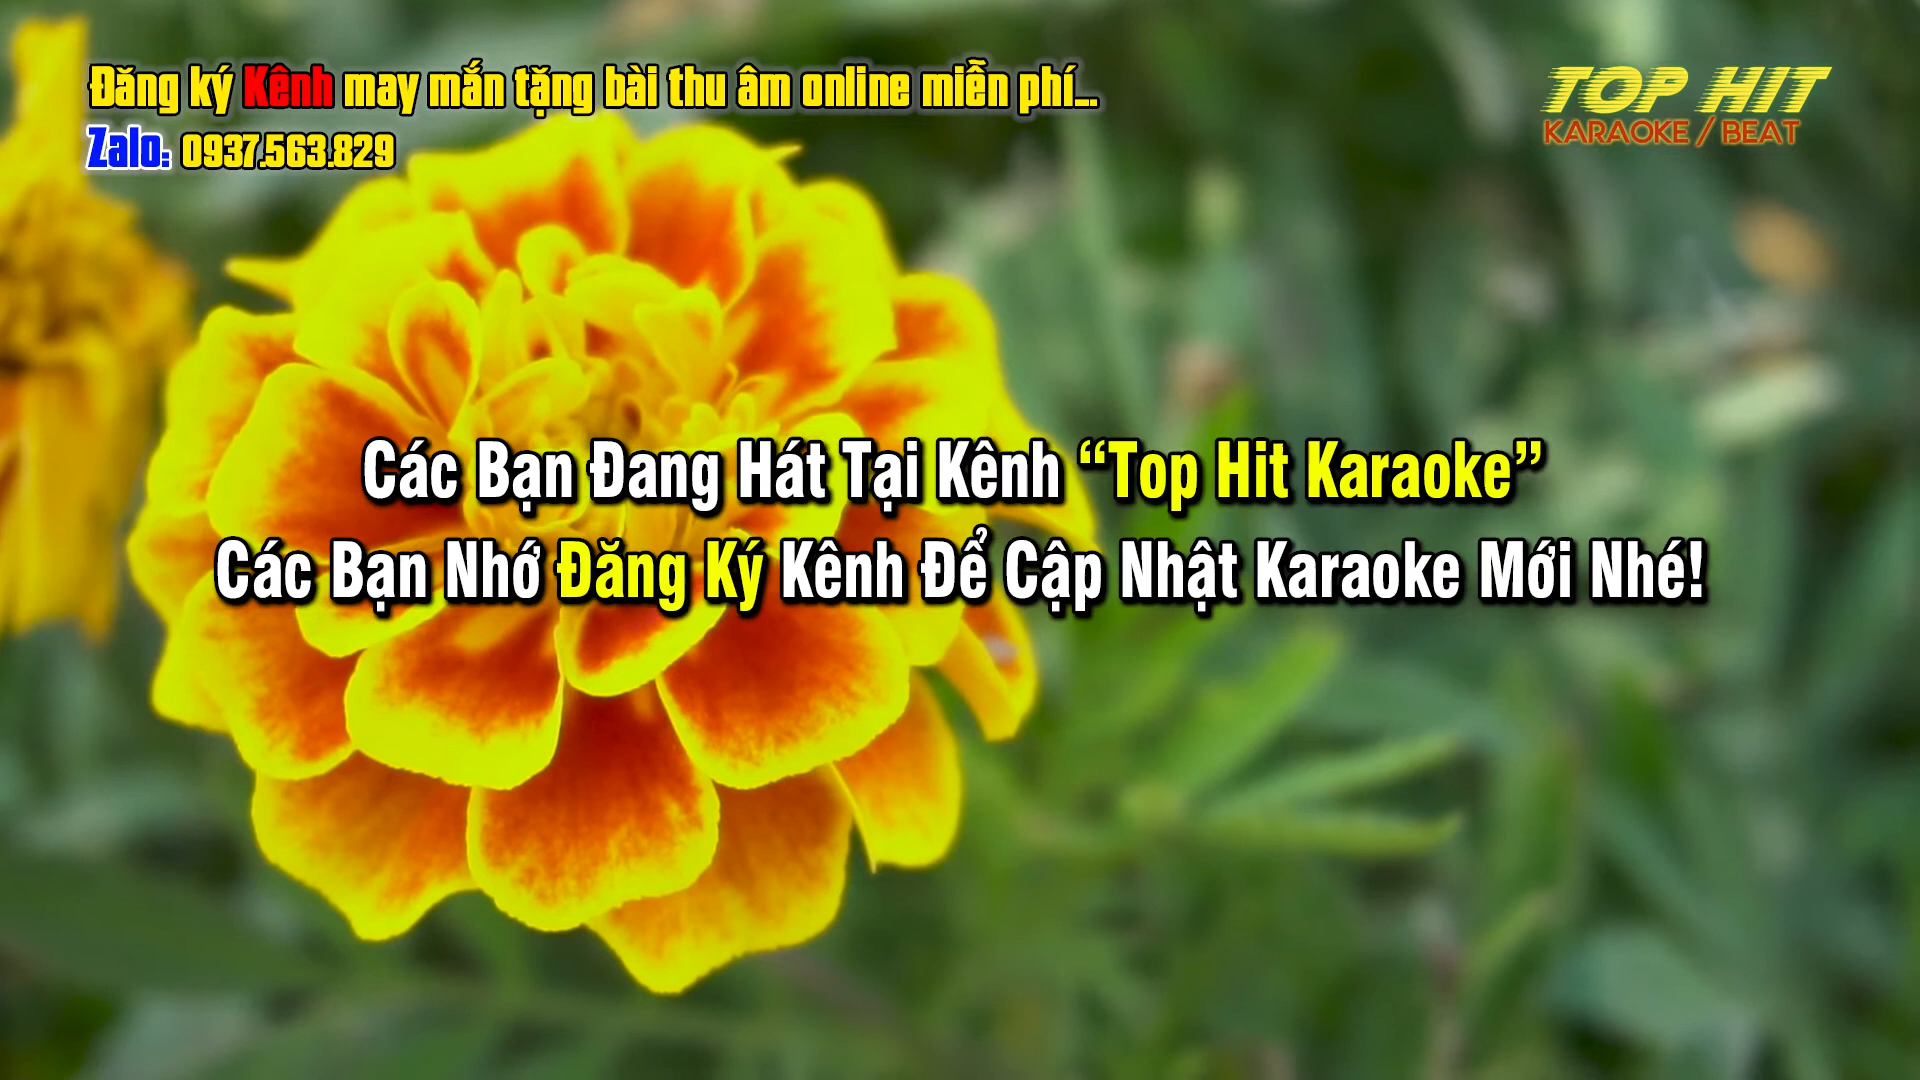 Đăng ký Kênh may mắn tặng bài thu âm online miễn phí...
Zalo: 0937.563.829
TOP HIT
KARAOKE / BEAT
Các Bạn Đang Hát Tại Kênh “Top Hit Karaoke”
Các Bạn Nhớ Đăng Ký Kênh Để Cập Nhật Karaoke Mới Nhé!